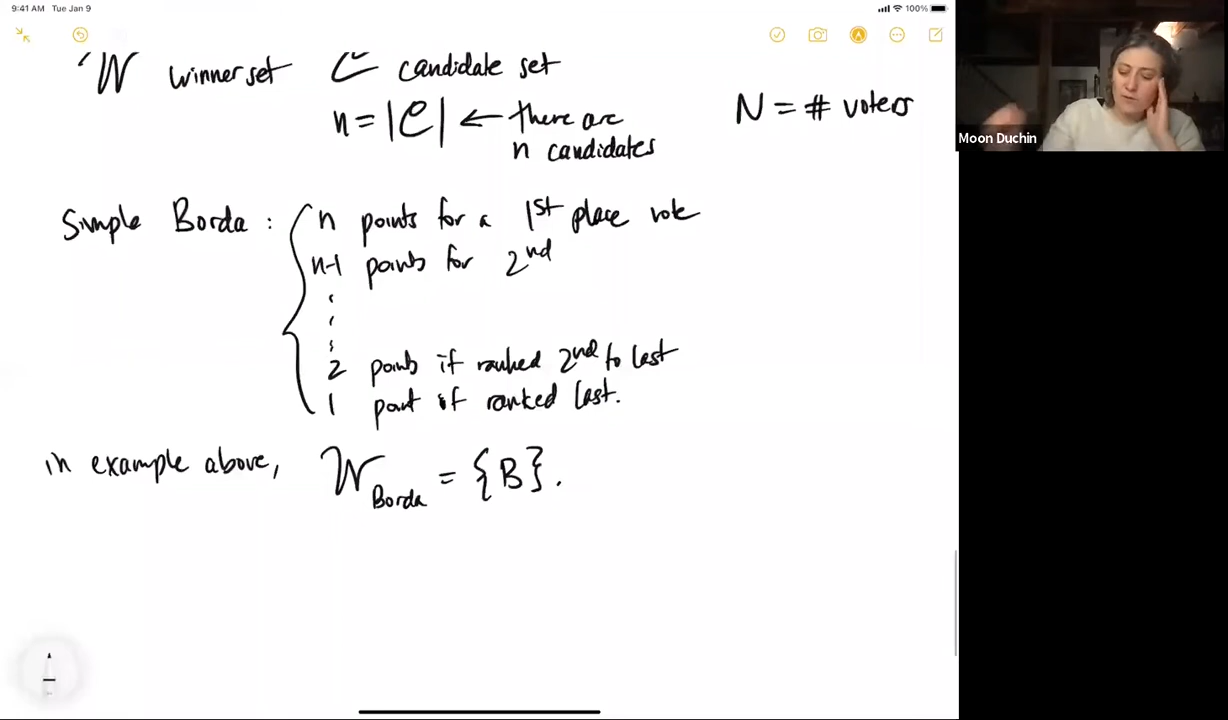 9:41 AM Tue Jan 9
100%
W winner set C candidate set
n = |C| ← there are
n candidates
N = # voters
Moon Duchin
Simple Borda : { n points for a 1st place vote
n-1 points for 2nd
⋮
2 points if ranked 2nd to last
1 point if ranked last.
in example above, W Borda = {B}.